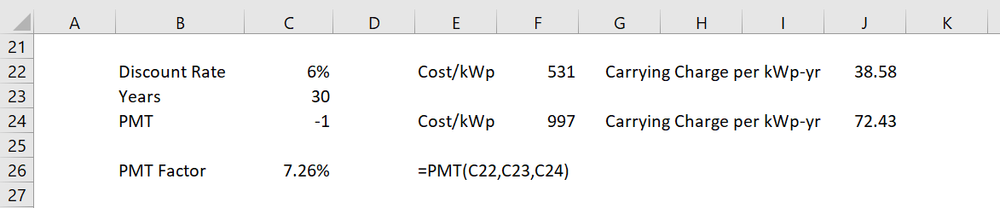 A B C D E F G H I J K
21
22 Discount Rate 6% Cost/kWp 531 Carrying Charge per kWp-yr 38.58
23 Years 30
24 PMT -1 Cost/kWp 997 Carrying Charge per kWp-yr 72.43
25
26 PMT Factor 7.26% =PMT(C22,C23,C24)
27